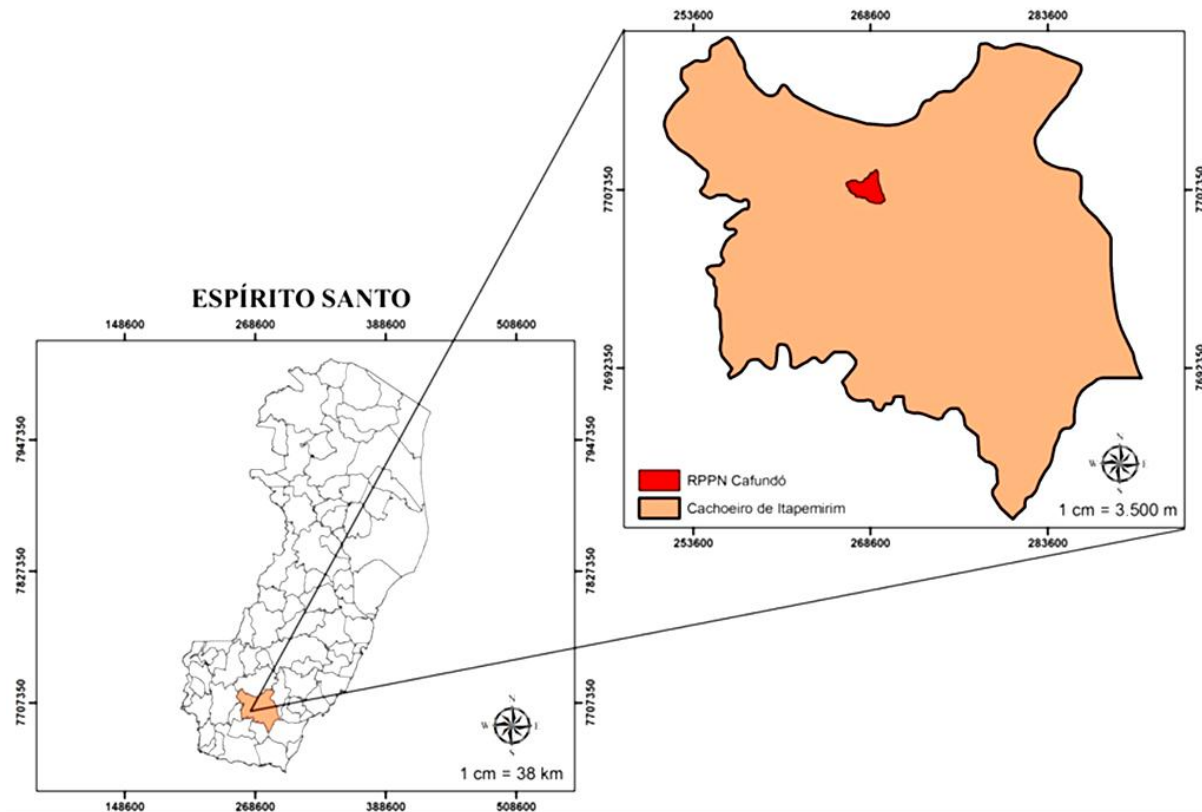 253600 268600 283600
7707350 7707350
7692350 7692350
RPPN Cafundó
Cachoeiro de Itapemirim
N
W E
S
1 cm = 3.500 m
253600 268600 283600
ESPÍRITO SANTO
148600 268600 388600 508600
7947350 7947350
7827350 7827350
7707350 7707350
N
W E
S
1 cm = 38 km
148600 268600 388600 508600